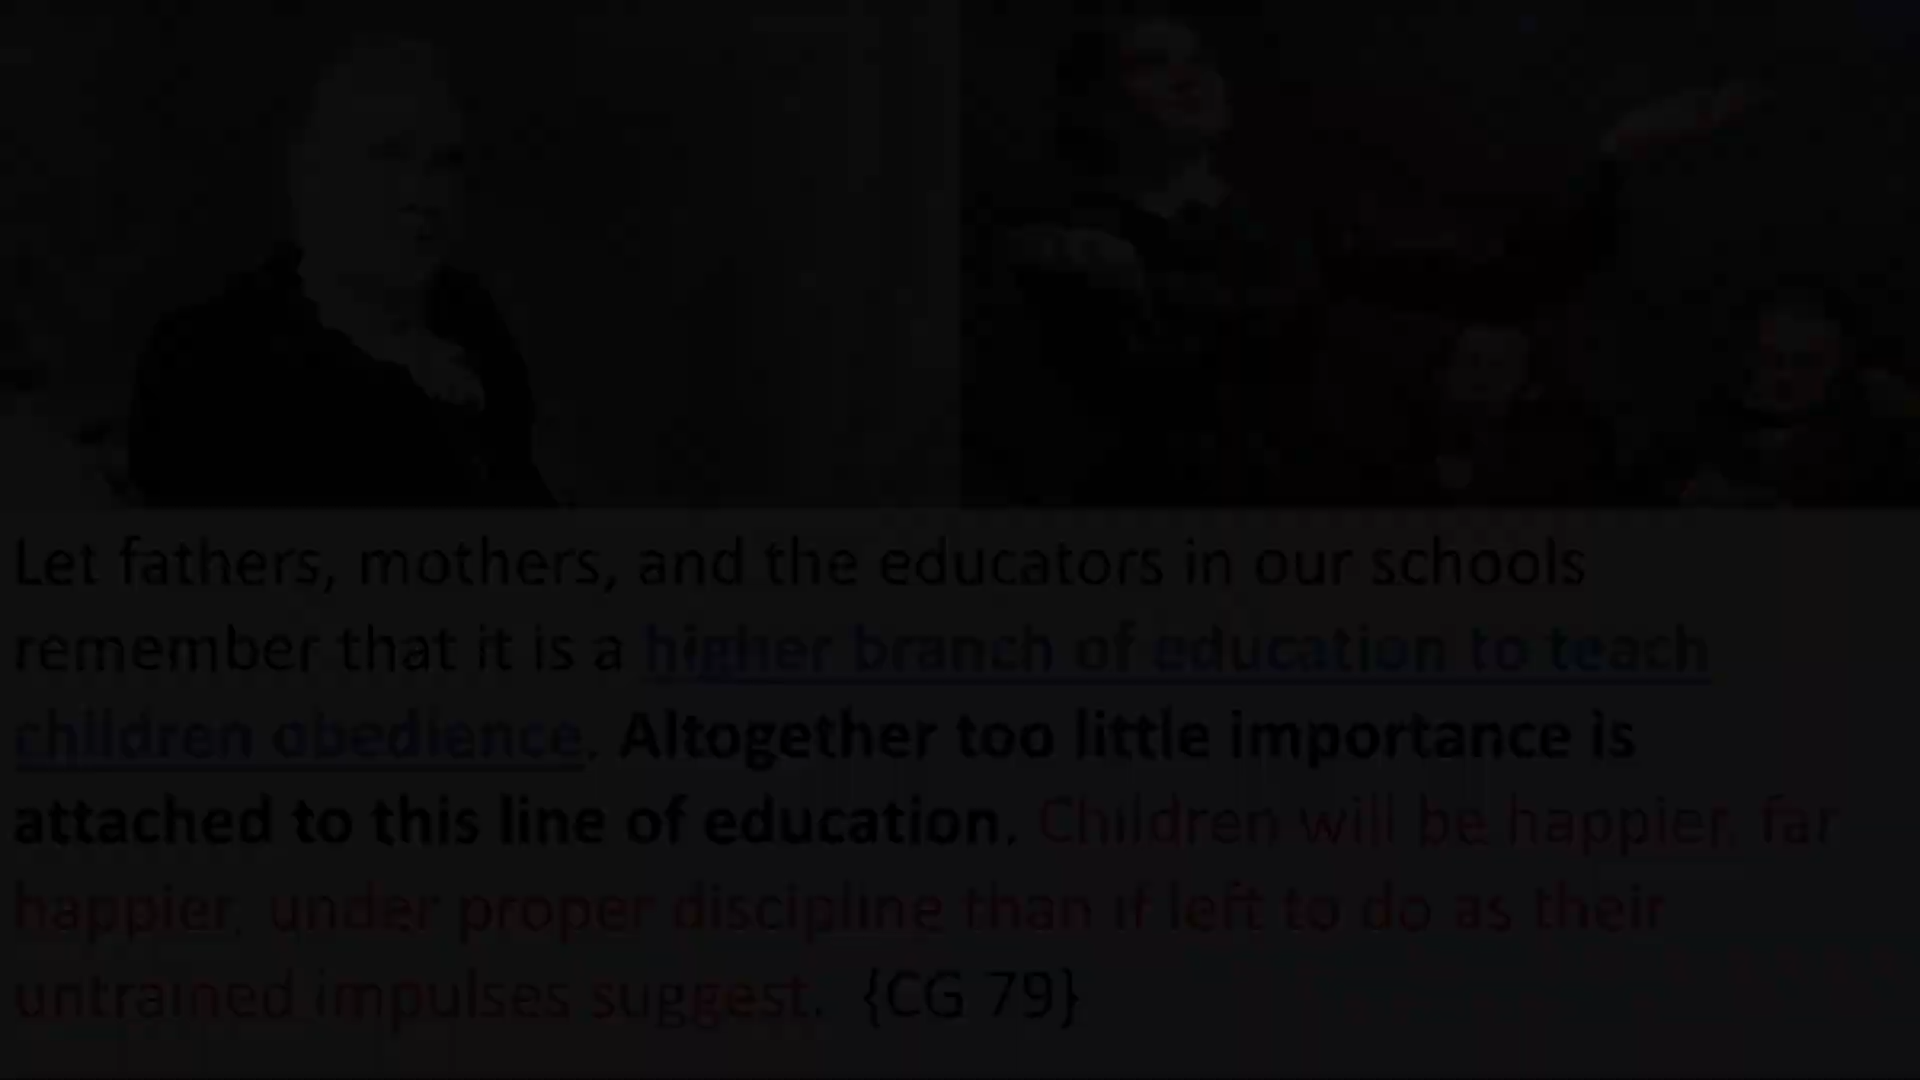 Let fathers, mothers, and the educators in our schools
remember that it is a higher branch of education to teach
children obedience. Altogether too little importance is
attached to this line of education. Children will be happier, far
happier, under proper discipline than if left to do as their
untrained impulses suggest. {CG 79}